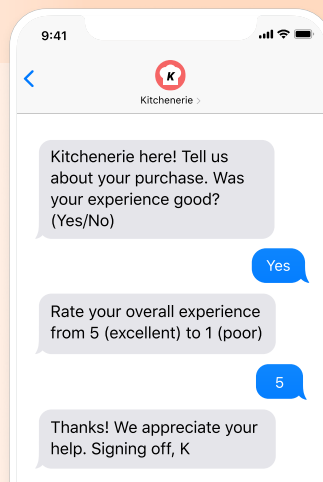 9:41
K
Kitchenerie
Kitchenerie here! Tell us
about your purchase. Was
your experience good?
(Yes/No)
Yes
Rate your overall experience
from 5 (excellent) to 1 (poor)
5
Thanks! We appreciate your
help. Signing off, K